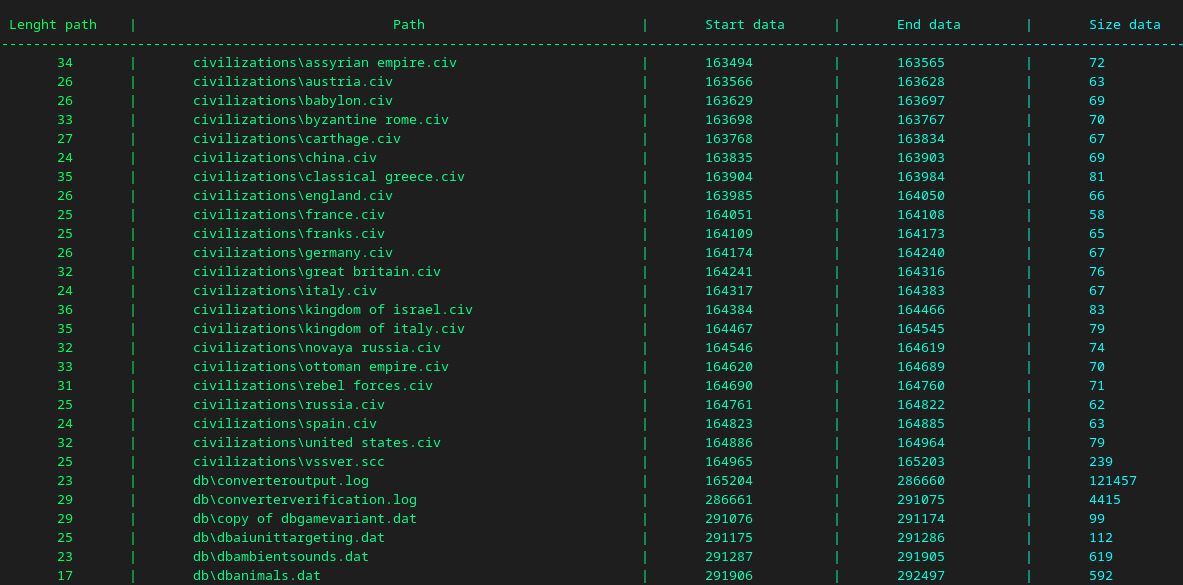 Lenght path | Path | Start data | End data | Size data
34 | civilizations\assyrian empire.civ | 163494 | 163565 | 72
26 | civilizations\austria.civ | 163566 | 163628 | 63
26 | civilizations\babylon.civ | 163629 | 163697 | 69
33 | civilizations\byzantine rome.civ | 163698 | 163767 | 70
27 | civilizations\carthage.civ | 163768 | 163834 | 67
24 | civilizations\china.civ | 163835 | 163903 | 69
35 | civilizations\classical greece.civ | 163904 | 163984 | 81
26 | civilizations\england.civ | 163985 | 164050 | 66
25 | civilizations\france.civ | 164051 | 164108 | 58
25 | civilizations\franks.civ | 164109 | 164173 | 65
26 | civilizations\germany.civ | 164174 | 164240 | 67
32 | civilizations\great britain.civ | 164241 | 164316 | 76
24 | civilizations\italy.civ | 164317 | 164383 | 67
36 | civilizations\kingdom of israel.civ | 164384 | 164466 | 83
35 | civilizations\kingdom of italy.civ | 164467 | 164545 | 79
32 | civilizations\novaya russia.civ | 164546 | 164619 | 74
33 | civilizations\ottoman empire.civ | 164620 | 164689 | 70
31 | civilizations\rebel forces.civ | 164690 | 164760 | 71
25 | civilizations\russia.civ | 164761 | 164822 | 62
24 | civilizations\spain.civ | 164823 | 164885 | 63
32 | civilizations\united states.civ | 164886 | 164964 | 79
25 | civilizations\vssver.scc | 164965 | 165203 | 239
23 | db\converteroutput.log | 165204 | 286660 | 121457
29 | db\converterverification.log | 286661 | 291075 | 4415
29 | db\copy of dbgamevariant.dat | 291076 | 291174 | 99
25 | db\dbaiunittargeting.dat | 291175 | 291286 | 112
23 | db\dbambientsounds.dat | 291287 | 291905 | 619
17 | db\dbanimals.dat | 291906 | 292497 | 592